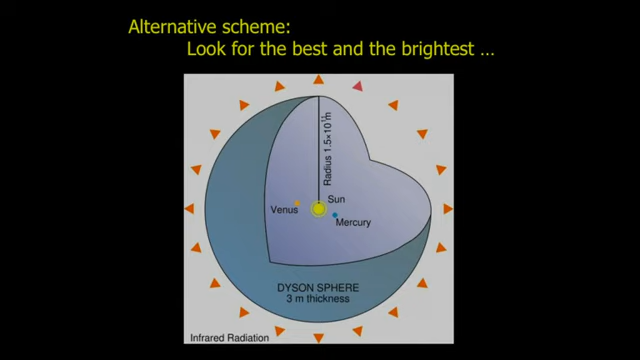 Alternative scheme:
Look for the best and the brightest ...
Radius 1.5×10¹¹m
Sun
Venus
Mercury
DYSON SPHERE
3 m thickness
Infrared Radiation